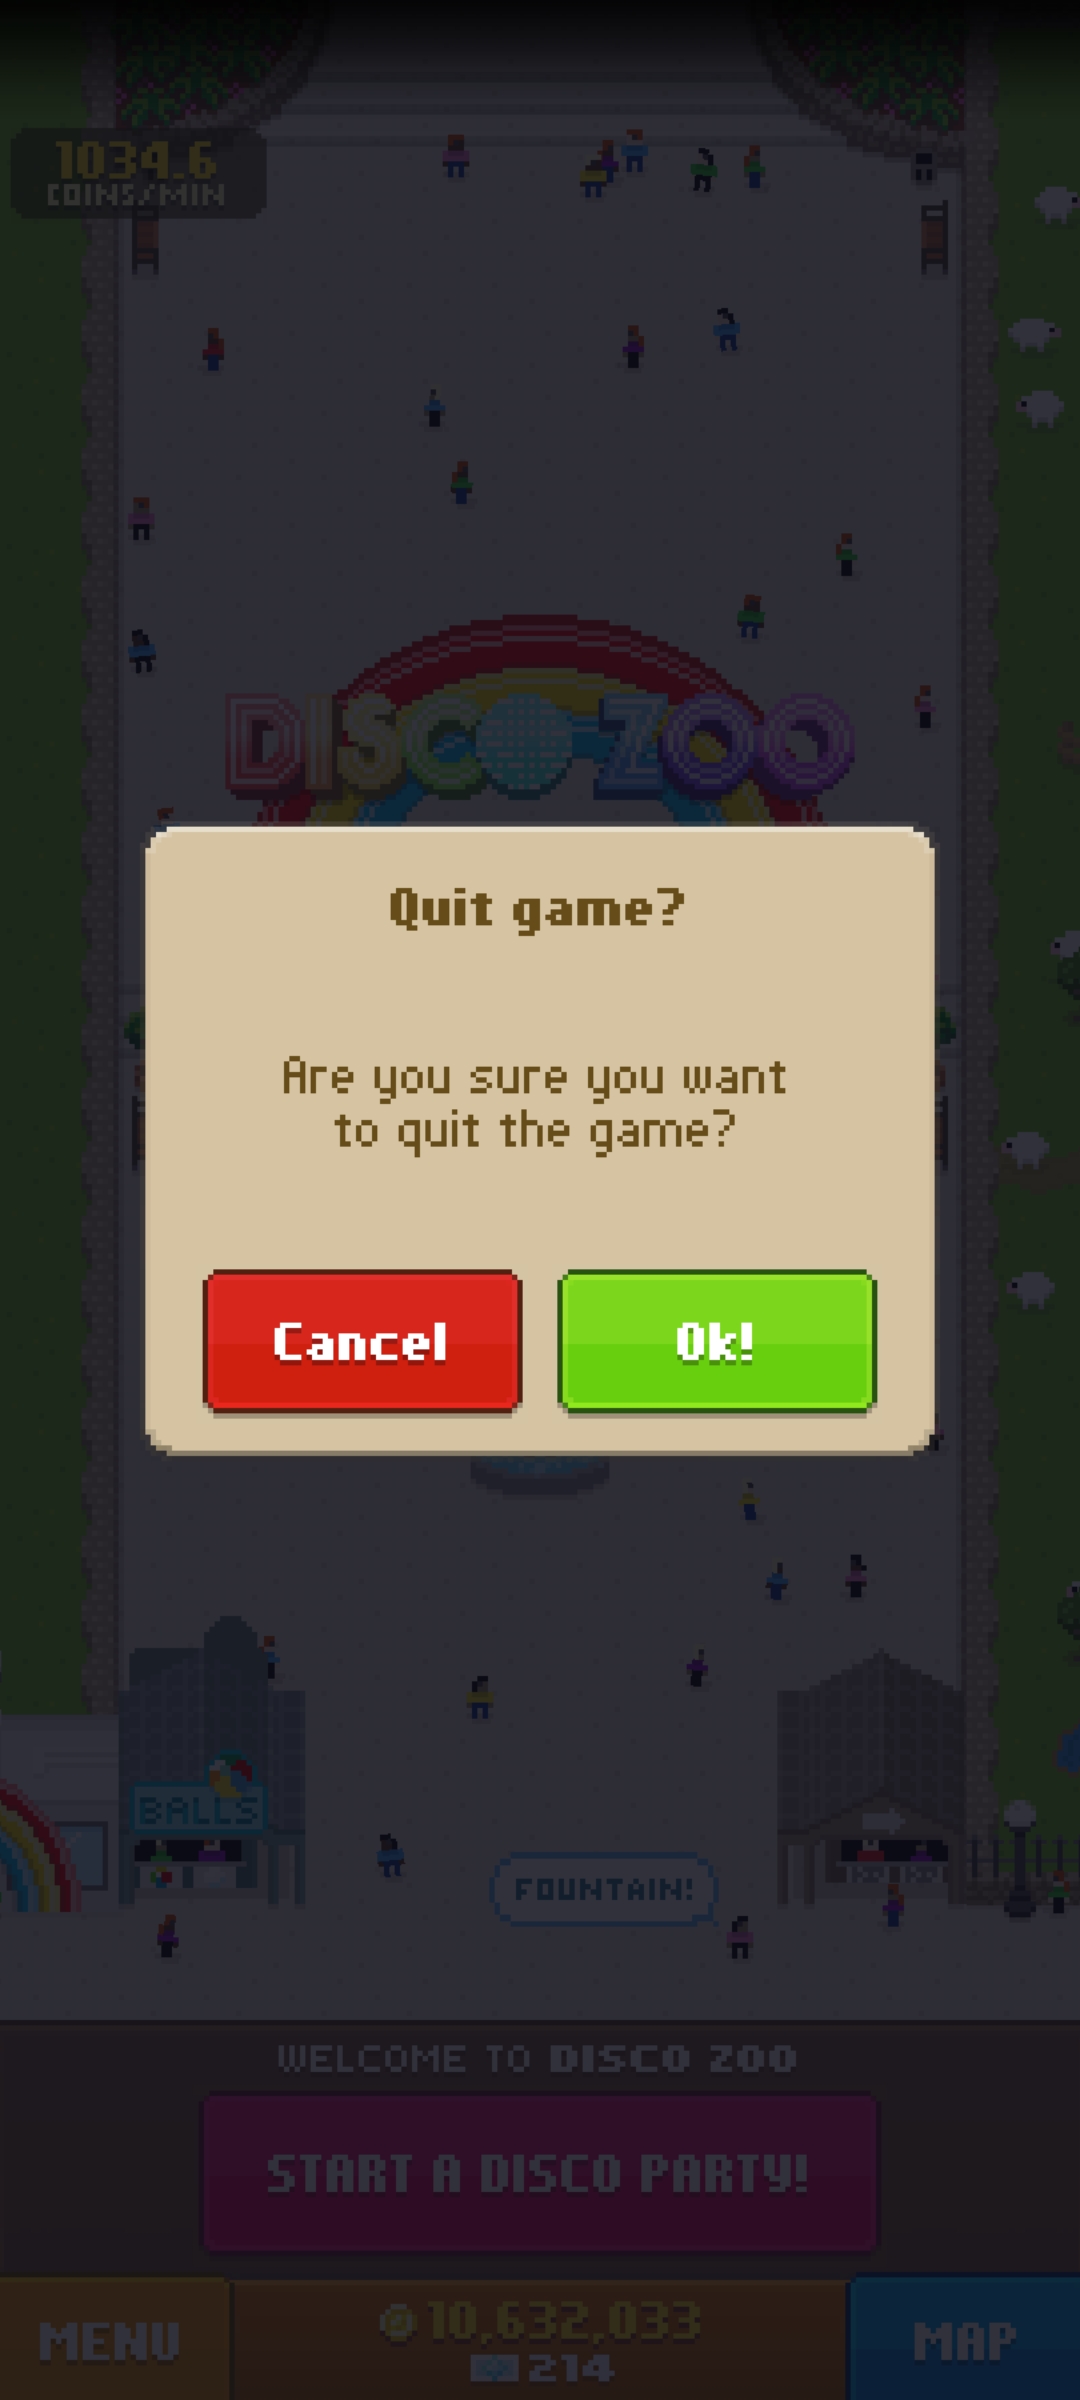 1034.6
COINS/MIN
DISCO ZOO
Quit game?
Are you sure you want
to quit the game?
Cancel
Ok!
BALLS
FOUNTAIN!
WELCOME TO DISCO ZOO
START A DISCO PARTY!
MENU
10,632,033
214
MAP